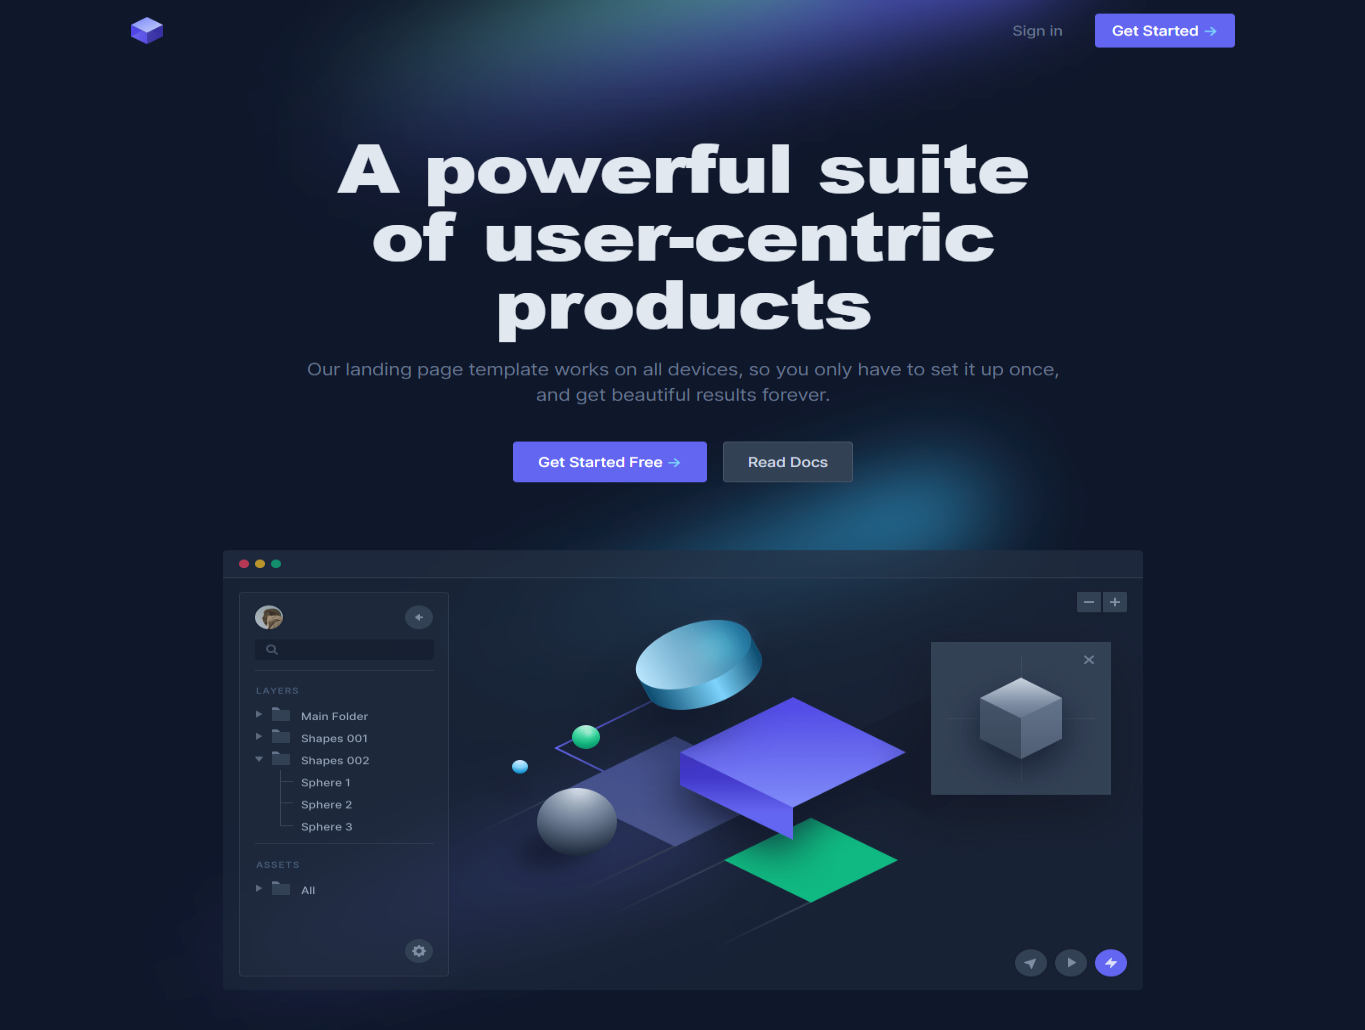 Sign in
Get Started →
A powerful suite
of user-centric
products
Our landing page template works on all devices, so you only have to set it up once,
and get beautiful results forever.
Get Started Free →
Read Docs
LAYERS
Main Folder
Shapes 001
Shapes 002
Sphere 1
Sphere 2
Sphere 3
ASSETS
All